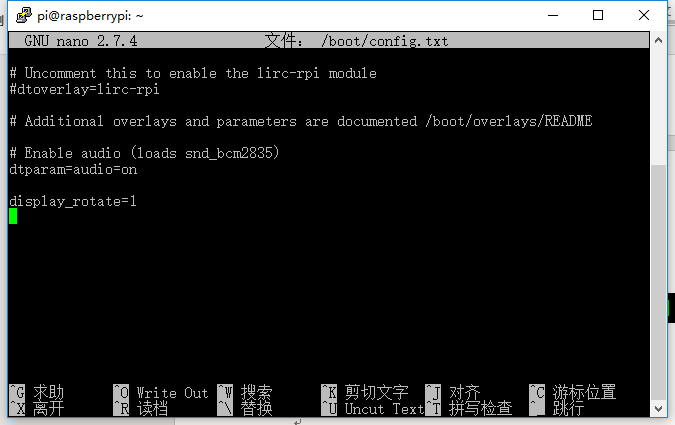 pi@raspberrypi: ~
GNU nano 2.7.4 文件： /boot/config.txt
# Uncomment this to enable the lirc-rpi module
#dtoverlay=lirc-rpi
# Additional overlays and parameters are documented /boot/overlays/README
# Enable audio (loads snd_bcm2835)
dtparam=audio=on
display_rotate=1
^G 求助 ^O Write Out ^W 搜索 ^K 剪切文字 ^J 对齐 ^C 游标位置
^X 离开 ^R 读档 ^\ 替换 ^U Uncut Text ^T 拼写检查 ^_ 跳行